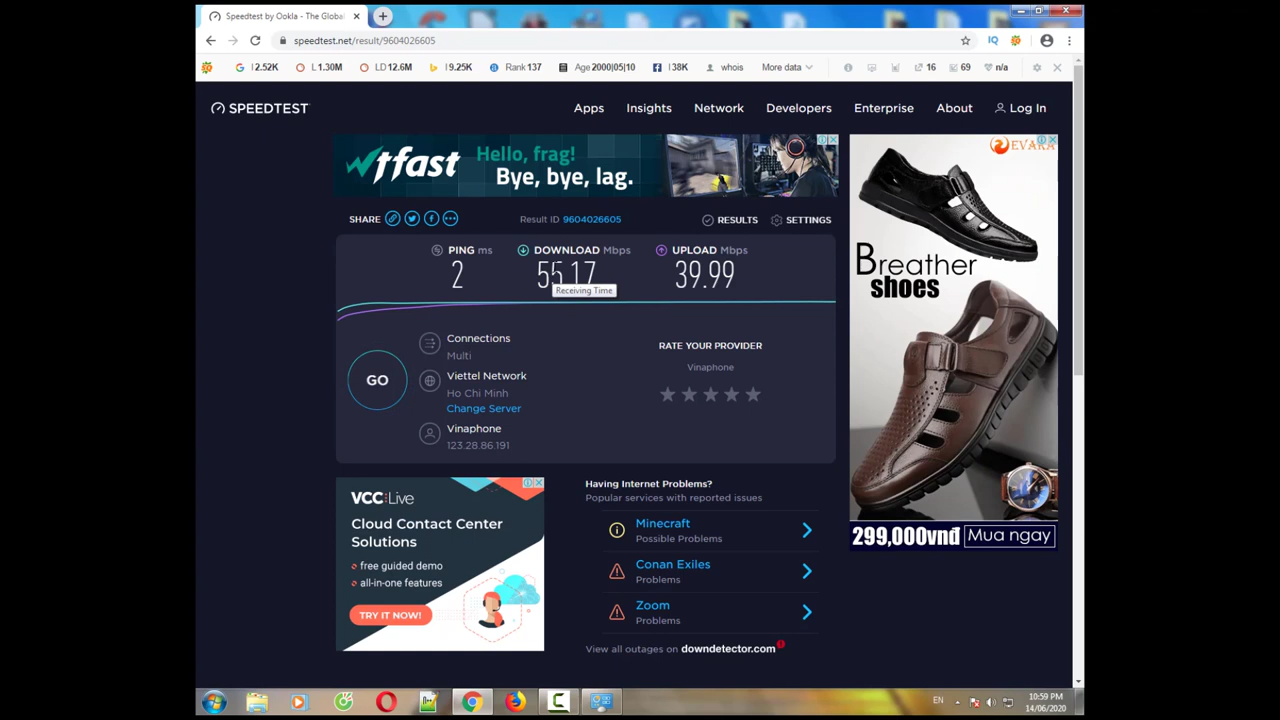 Speedtest by Ookla - The Global
speedtest.net/result/9604026605
IQ
I 2.52K
L 1.30M
LD 12.6M
I 9.25K
Rank 137
Age 2000|05|10
I 38K
whois
More data
16
69
n/a
SPEEDTEST
Apps
Insights
Network
Developers
Enterprise
About
Log In
wtfast
Hello, frag!
Bye, bye, lag.
EVARA
SHARE
Result ID 9604026605
RESULTS
SETTINGS
PING ms
DOWNLOAD Mbps
UPLOAD Mbps
2
55.17
39.99
Receiving Time
Breather
shoes
Connections
Multi
Viettel Network
Ho Chi Minh
Change Server
Vinaphone
123.28.86.191
GO
RATE YOUR PROVIDER
Vinaphone
VCC:Live
Cloud Contact Center
Solutions
free guided demo
all-in-one features
TRY IT NOW!
Having Internet Problems?
Popular services with reported issues
Minecraft
Possible Problems
Conan Exiles
Problems
Zoom
Problems
View all outages on downdetector.com
299,000vnđ
Mua ngay
EN
10:59 PM
14/06/2020